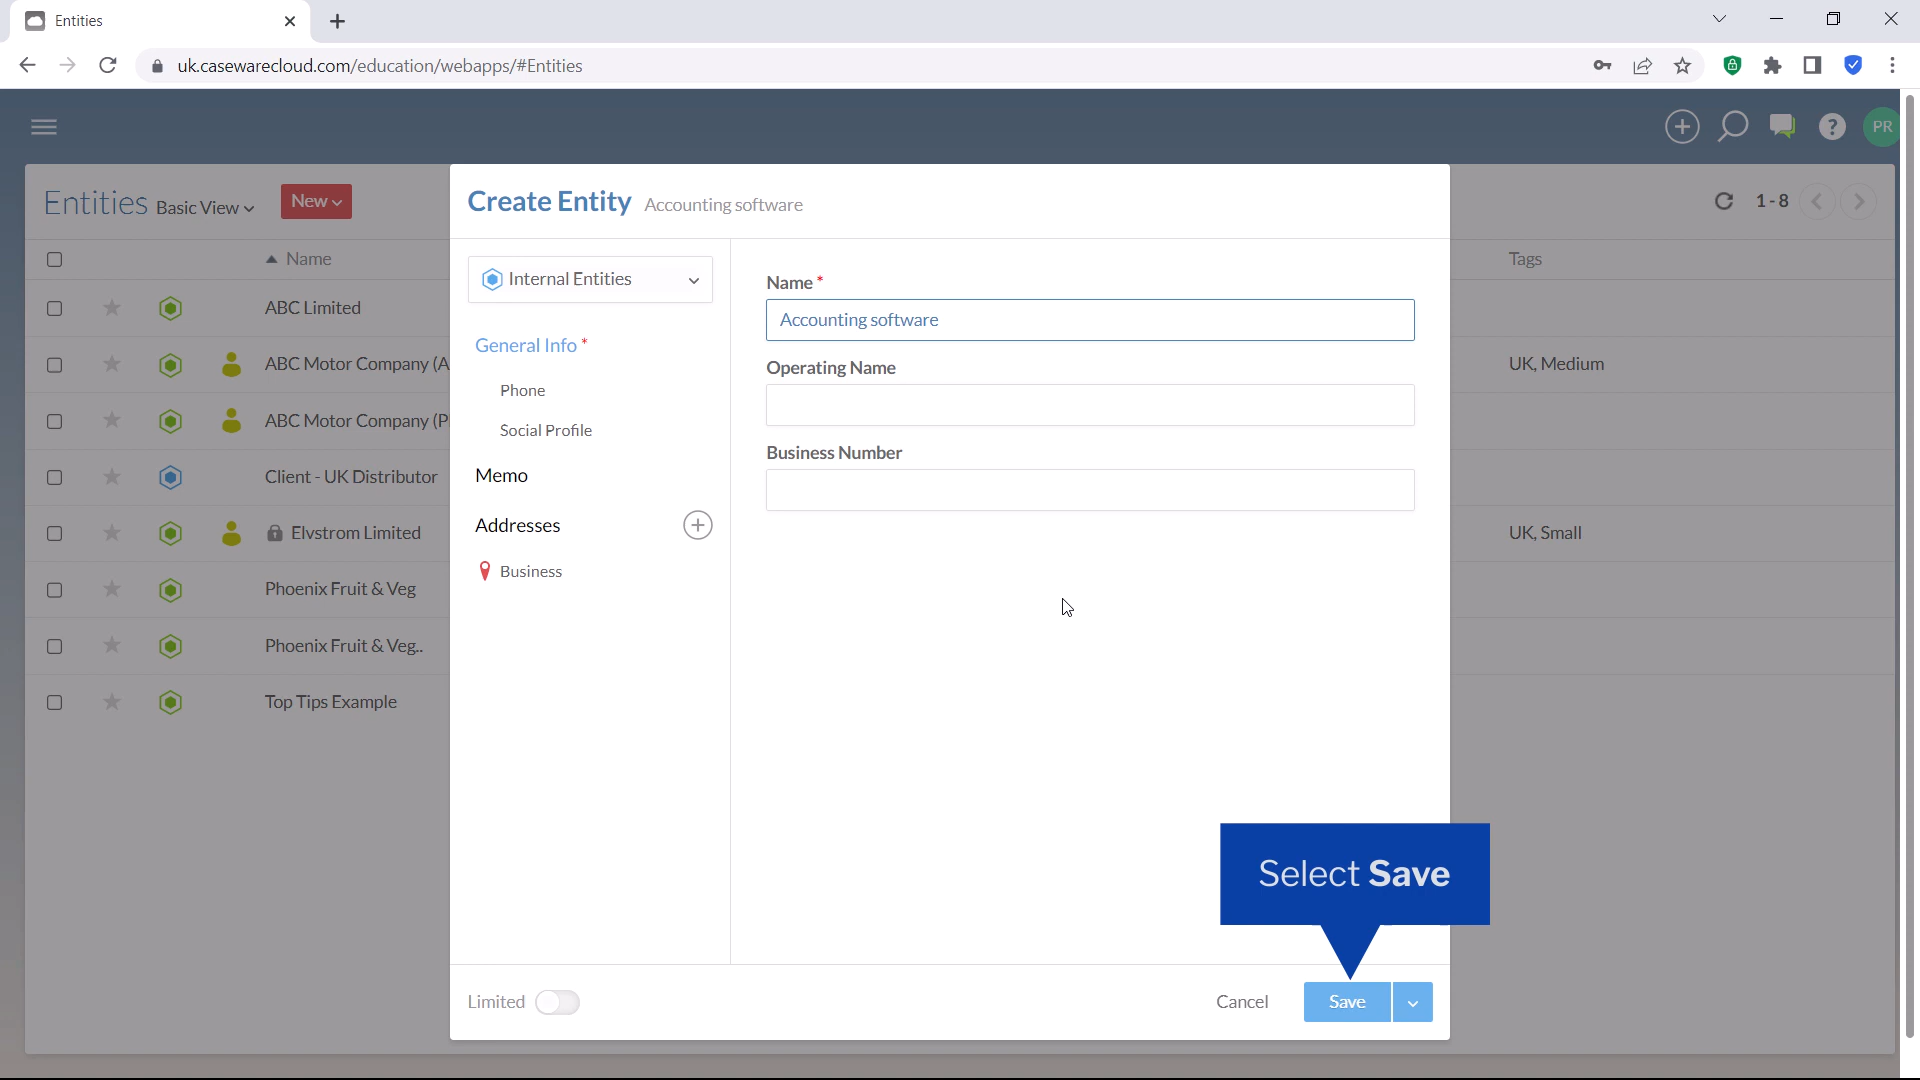 Entities
uk.casewarecloud.com/education/webapps/#Entities
PR
Entities Basic View New
1 - 8
Name
Tags
ABC Limited
ABC Motor Company (A
UK, Medium
ABC Motor Company (P
Client - UK Distributor
Elvstrom Limited
UK, Small
Phoenix Fruit & Veg
Phoenix Fruit & Veg..
Top Tips Example
Create Entity Accounting software
Internal Entities
General Info *
Phone
Social Profile
Memo
Addresses
Business
Name *
Accounting software
Operating Name
Business Number
Select Save
Limited
Cancel
Save